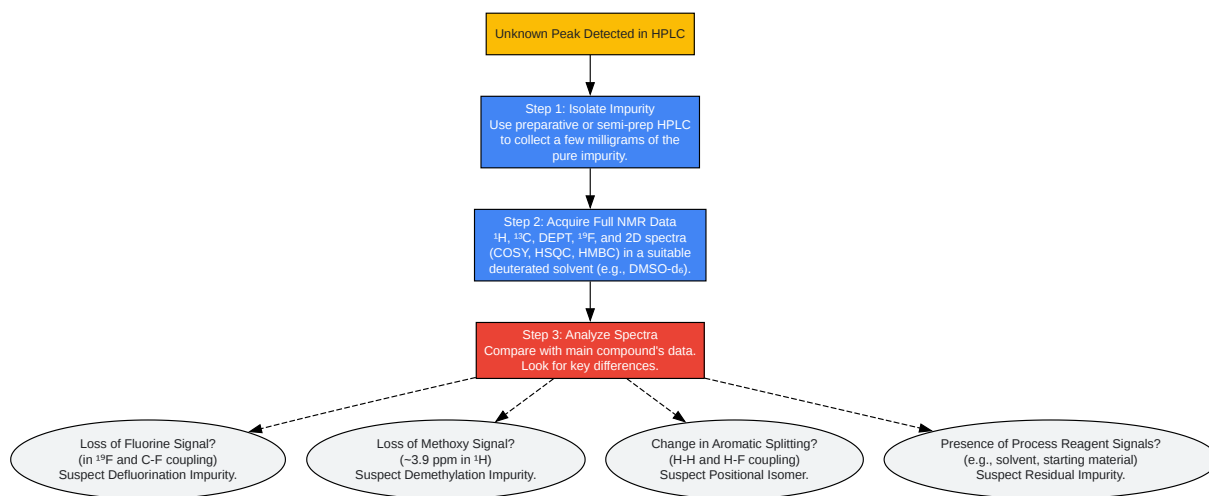 Unknown Peak Detected in HPLC
Step 1: Isolate Impurity
Use preparative or semi-prep HPLC
to collect a few milligrams of the
pure impurity.
Step 2: Acquire Full NMR Data
¹H, ¹³C, DEPT, ¹⁹F, and 2D spectra
(COSY, HSQC, HMBC) in a suitable
deuterated solvent (e.g., DMSO-d₆).
Step 3: Analyze Spectra
Compare with main compound's data.
Look for key differences.
Loss of Fluorine Signal?
(in ¹⁹F and C-F coupling)
Suspect Defluorination Impurity.
Loss of Methoxy Signal?
(~3.9 ppm in ¹H)
Suspect Demethylation Impurity.
Change in Aromatic Splitting?
(H-H and H-F coupling)
Suspect Positional Isomer.
Presence of Process Reagent Signals?
(e.g., solvent, starting material)
Suspect Residual Impurity.